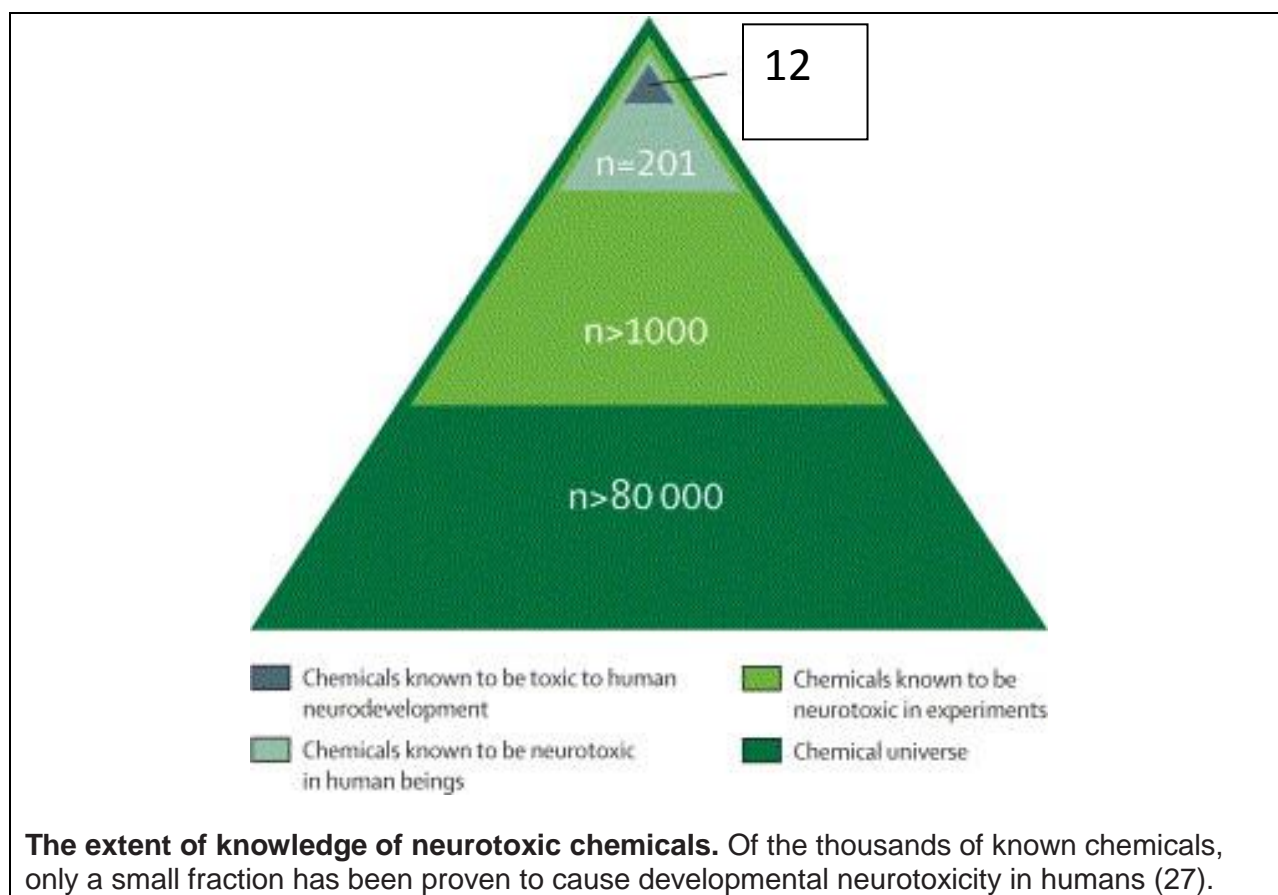 12
n=201
n>1000
n>80 000
Chemicals known to be toxic to human
neurodevelopment
Chemicals known to be neurotoxic
in human beings
Chemicals known to be
neurotoxic in experiments
Chemical universe
The extent of knowledge of neurotoxic chemicals. Of the thousands of known chemicals,
only a small fraction has been proven to cause developmental neurotoxicity in humans (27).